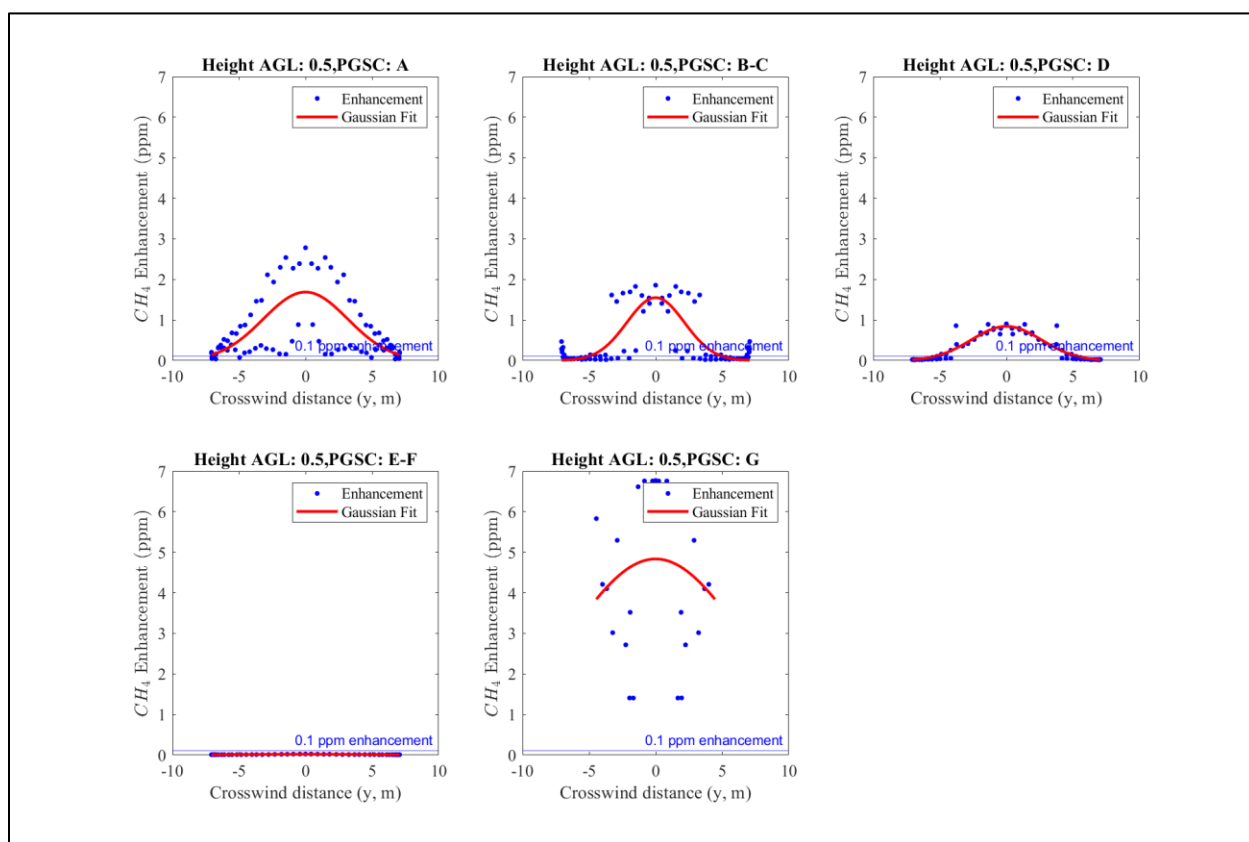 Height AGL: 0.5,PGSC: A
7
6
5
4
3
2
1
0
CH₄ Enhancement (ppm)
Enhancement
Gaussian Fit
0.1 ppm enhancement
-10 -5 0 5 10
Crosswind distance (y, m)
Height AGL: 0.5,PGSC: B-C
7
6
5
4
3
2
1
0
CH₄ Enhancement (ppm)
Enhancement
Gaussian Fit
0.1 ppm enhancement
-10 -5 0 5 10
Crosswind distance (y, m)
Height AGL: 0.5,PGSC: D
7
6
5
4
3
2
1
0
CH₄ Enhancement (ppm)
Enhancement
Gaussian Fit
0.1 ppm enhancement
-10 -5 0 5 10
Crosswind distance (y, m)
Height AGL: 0.5,PGSC: E-F
7
6
5
4
3
2
1
0
CH₄ Enhancement (ppm)
Enhancement
Gaussian Fit
0.1 ppm enhancement
-10 -5 0 5 10
Crosswind distance (y, m)
Height AGL: 0.5,PGSC: G
7
6
5
4
3
2
1
0
CH₄ Enhancement (ppm)
Enhancement
Gaussian Fit
0.1 ppm enhancement
-10 -5 0 5 10
Crosswind distance (y, m)